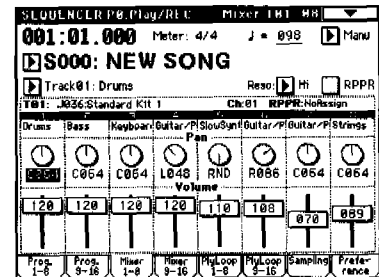 SEQUENCER P0.Play/REC Mixer T01 08
001:01.000 Meter: 4/4 ♩ = 098 Manu
S000: NEW SONG
Track01: Drums Reso: Hi RPPR
T01: J036:Standard Kit 1 Ch:01 RPPR:NoAssign
Drums Bass Keyboar Guitar/P SlowSynt Guitar/P Guitar/P Strings
Pan
C064 C064 L048 RND R086 C064 C064
Volume
120 120 120 120 110 108 070 089
Prog. 1-8 Prog. 9-16 Mixer 1-8 Mixer 9-16 PlyLoop 1-8 PlyLoop 9-16 Sampling Preference